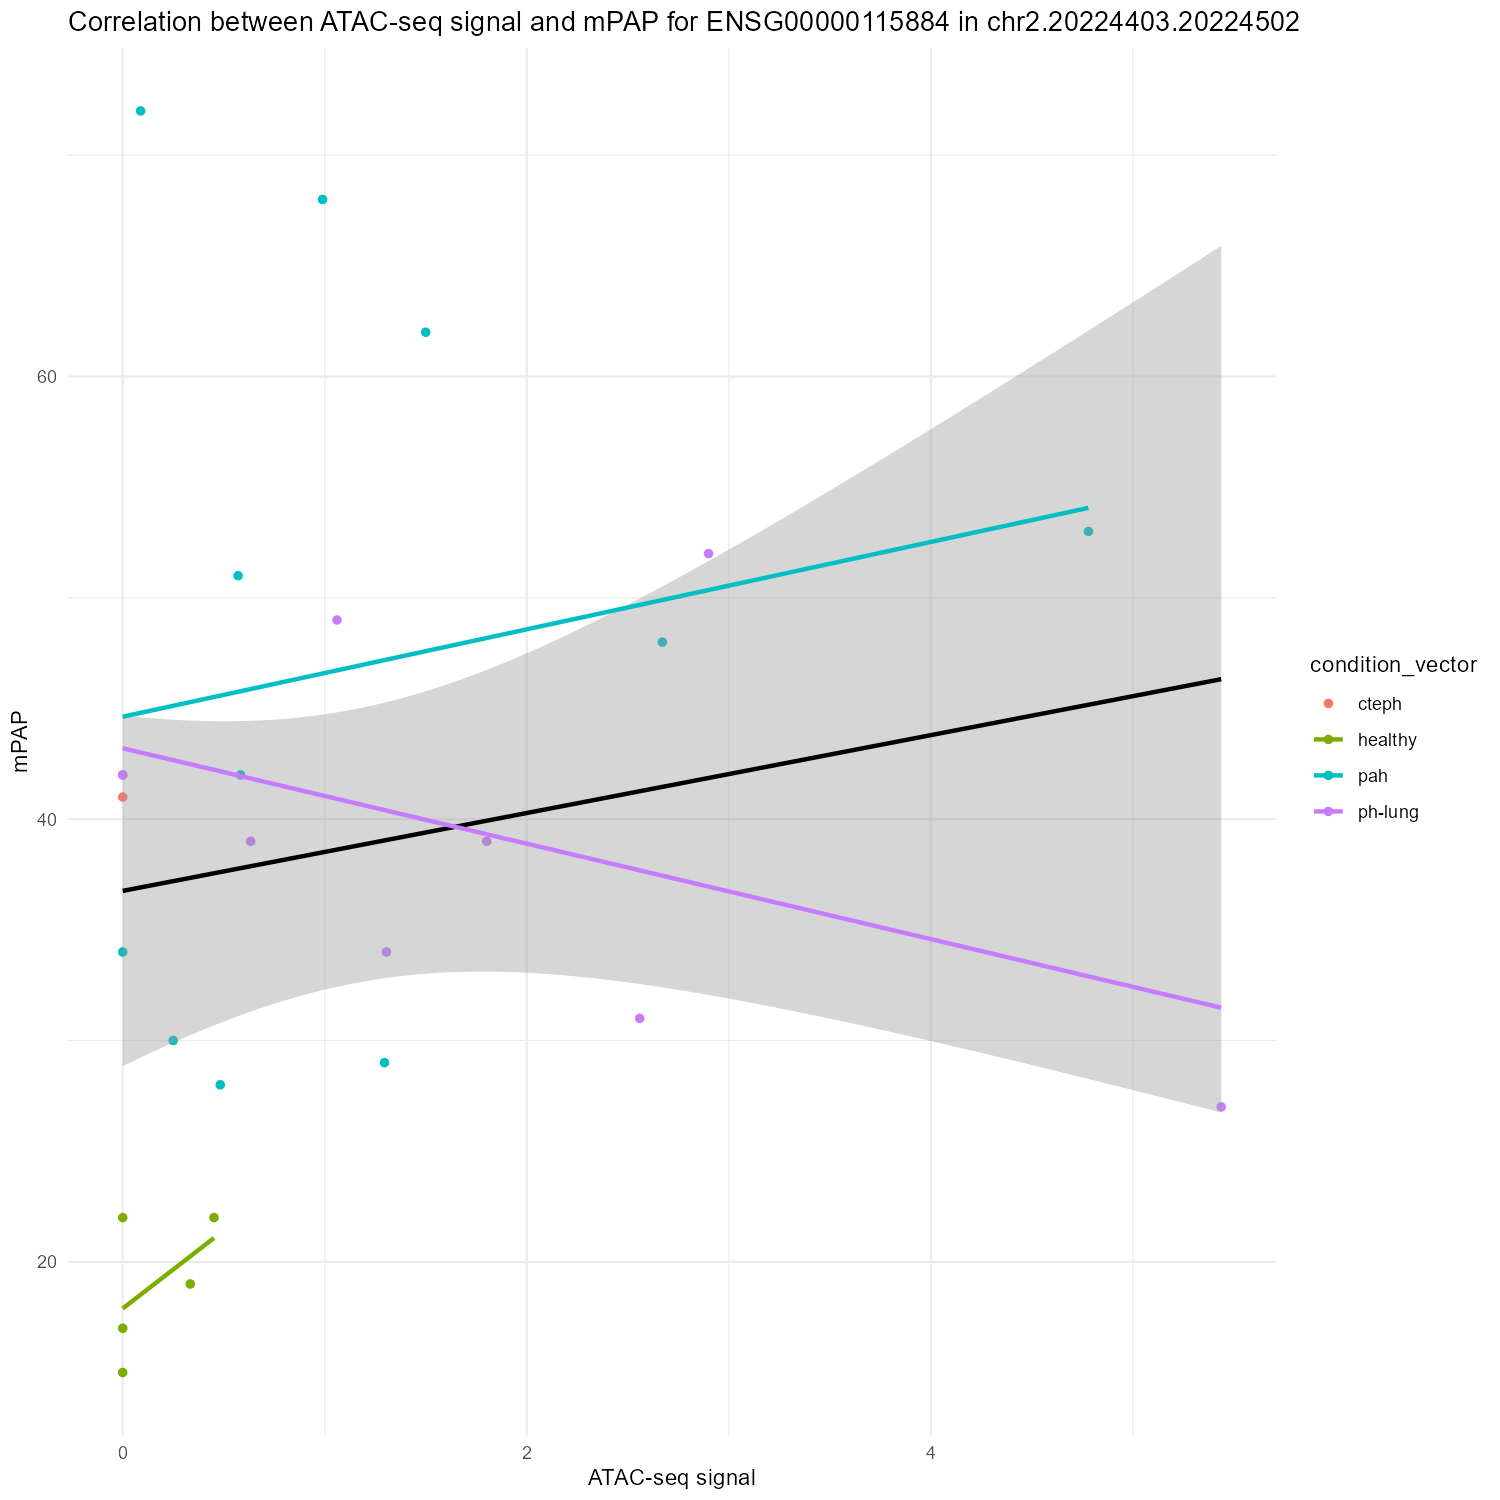 Correlation between ATAC-seq signal and mPAP for ENSG00000115884 in chr2.20224403.20224502
60
40
20
mPAP
0
2
4
ATAC-seq signal
condition_vector
cteph
healthy
pah
ph-lung